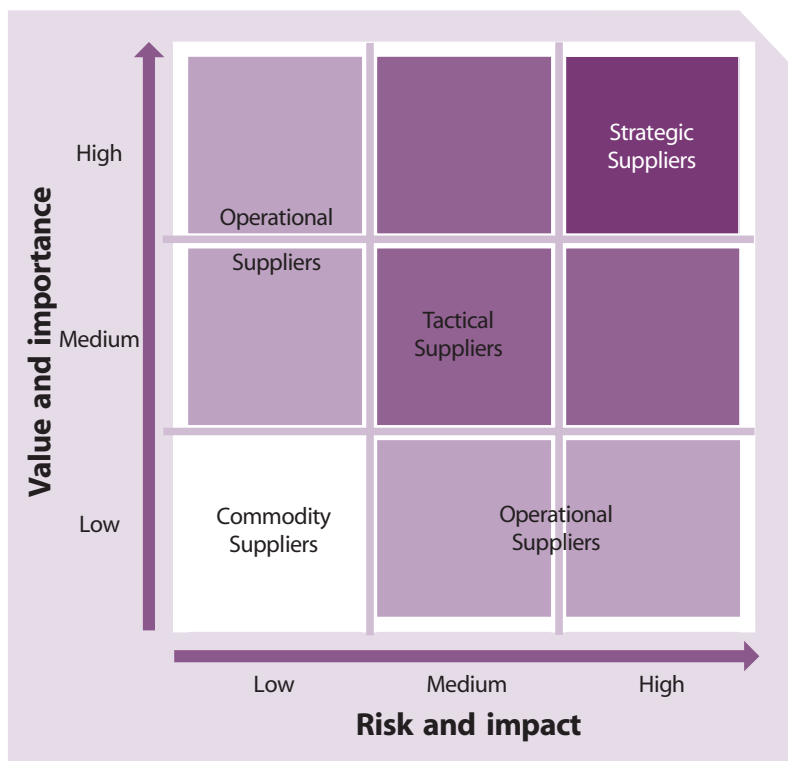 Value and importance
High
Medium
Low
Strategic
Suppliers
Operational
Suppliers
Tactical
Suppliers
Commodity
Suppliers
Operational
Suppliers
Low
Medium
High
Risk and impact